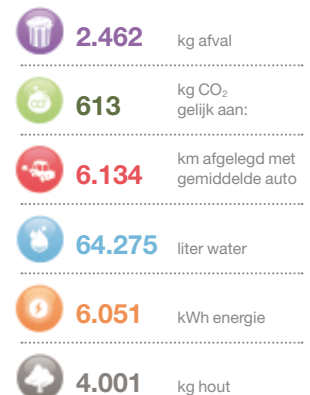 2.462 kg afval
613 kg CO₂
gelijk aan:
6.134 km afgelegd met
gemiddelde auto
64.275 liter water
6.051 kWh energie
4.001 kg hout